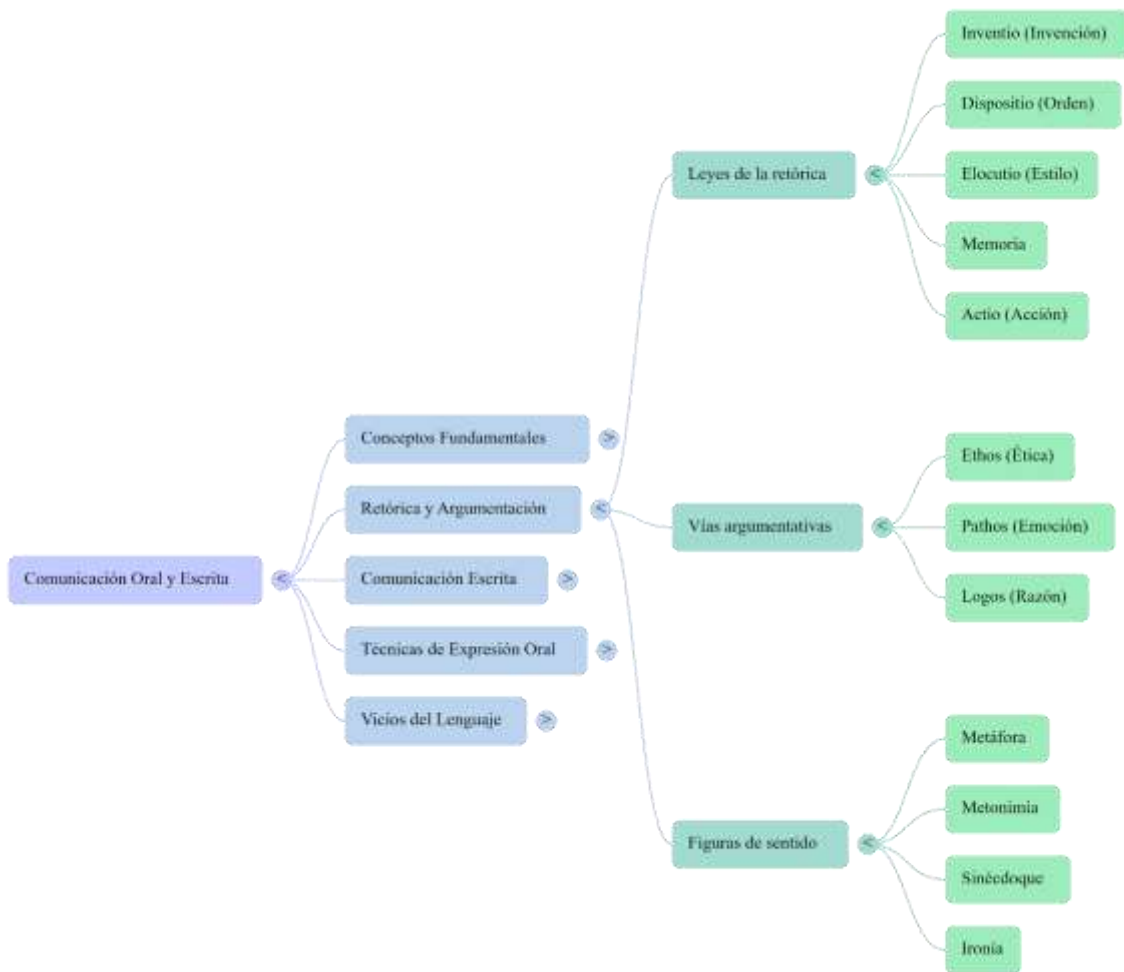 Comunicación Oral y Escrita
<
Conceptos Fundamentales
>
Retórica y Argumentación
<
Comunicación Escrita
>
Técnicas de Expresión Oral
>
Vicios del Lenguaje
>
Leyes de la retórica
<
Inventio (Invención)
Dispositio (Orden)
Elocutio (Estilo)
Memoria
Actio (Acción)
Vías argumentativas
<
Ethos (Ética)
Pathos (Emoción)
Logos (Razón)
Figuras de sentido
<
Metáfora
Metonimia
Sinécdoque
Ironía